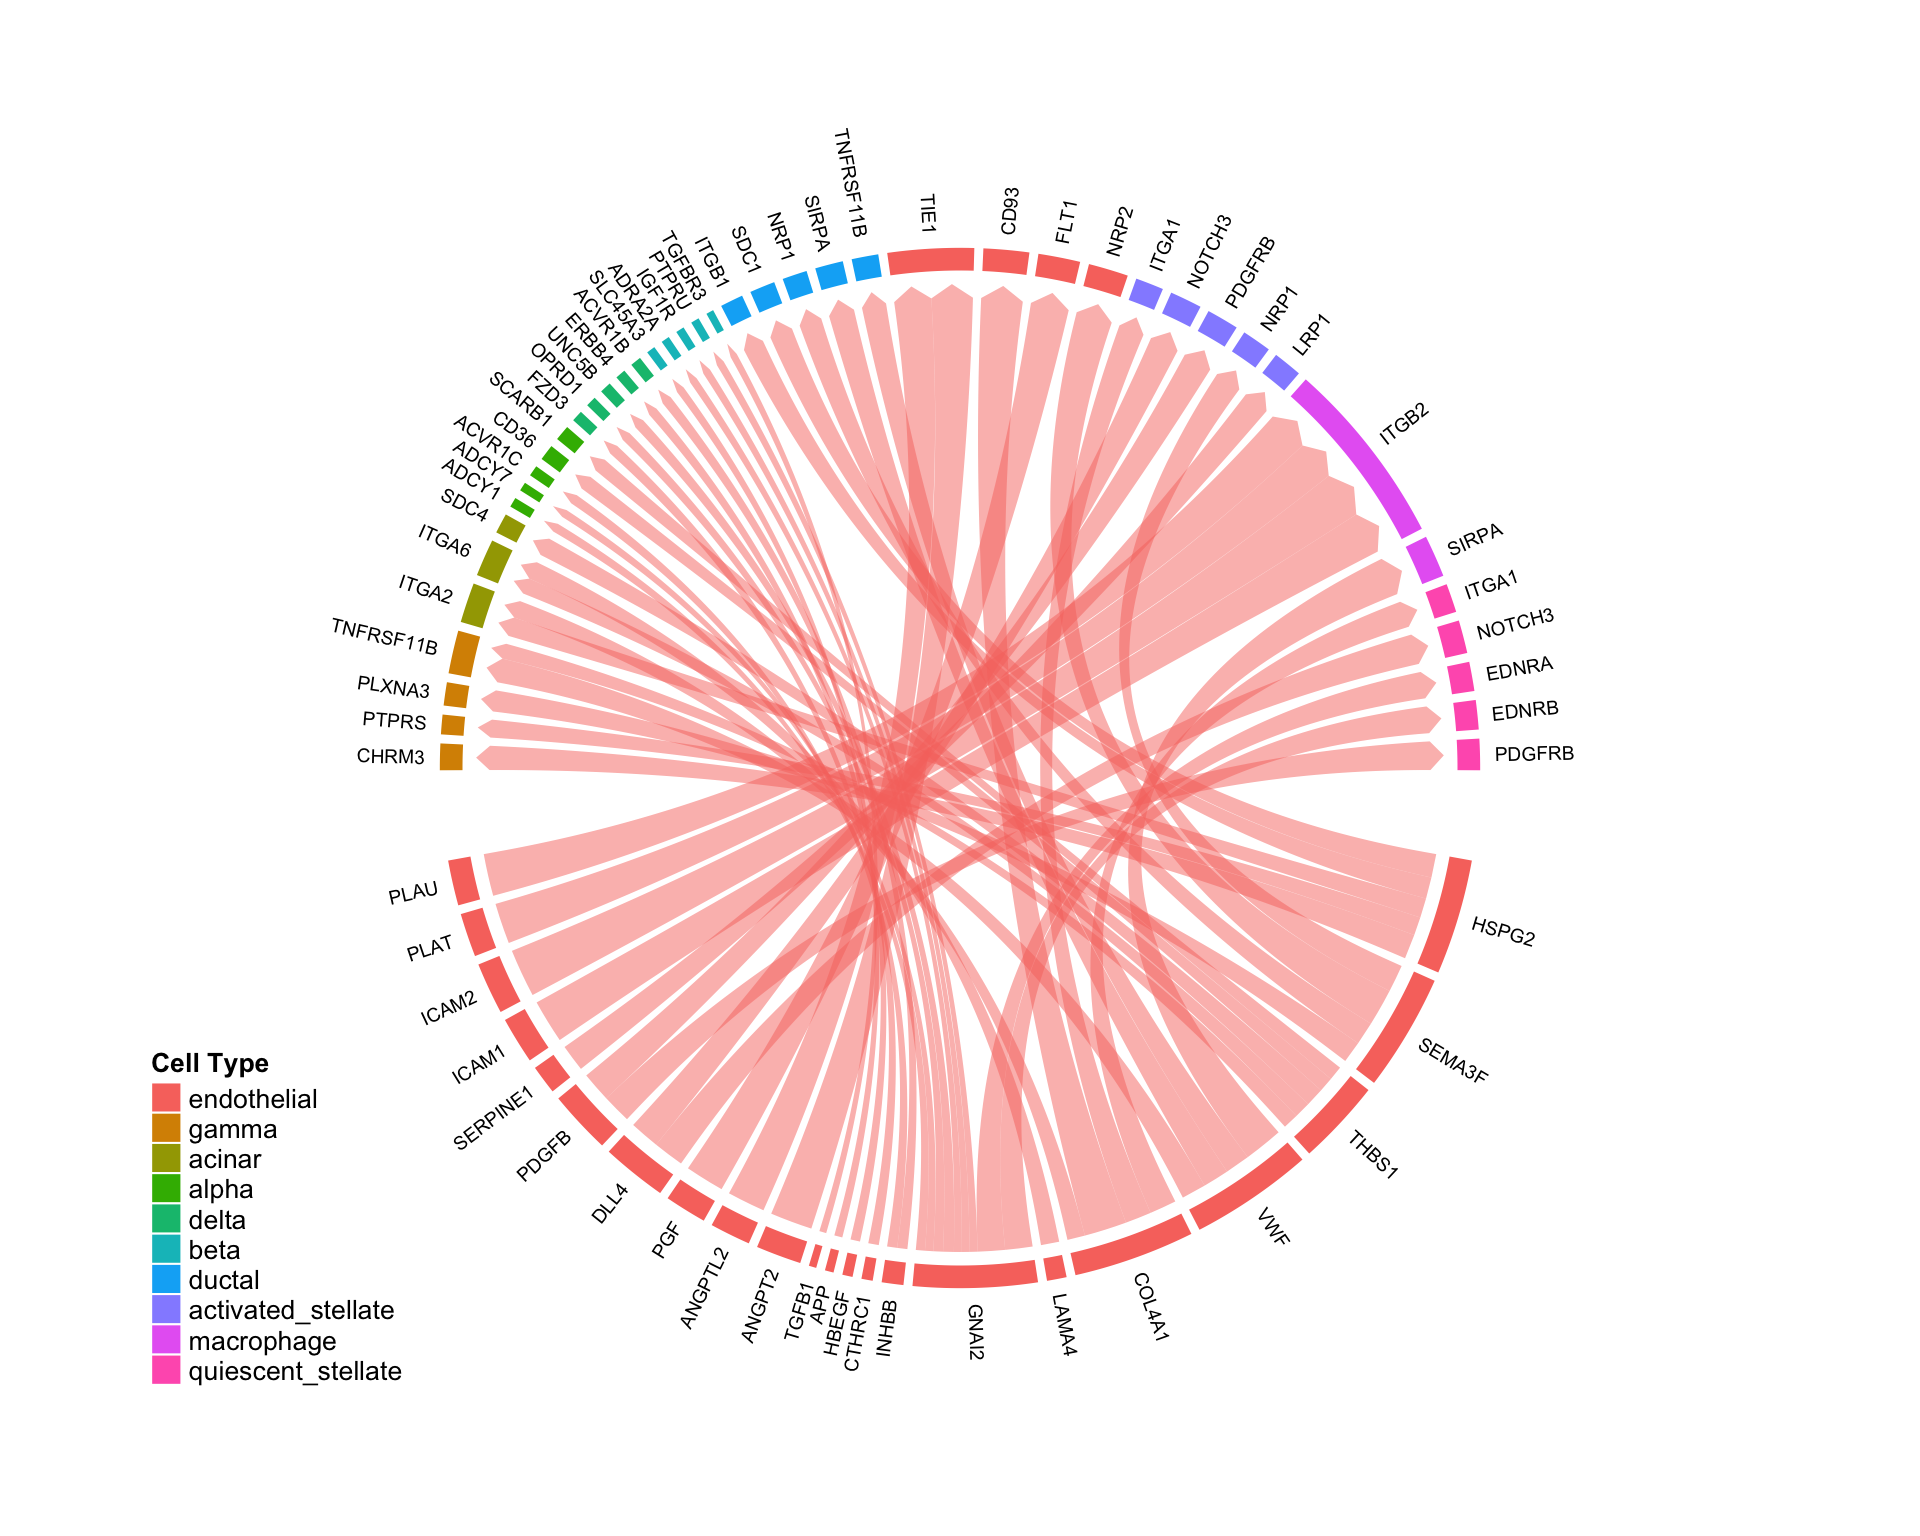 TNFRSF11B
TIE1
CD93
FLT1
NRP2
ITGA1
NOTCH3
PDGFRB
NRP1
LRP1
ITGB2
SIRPA
ITGA1
NOTCH3
EDNRA
EDNRB
PDGFRB
HSPG2
SEMA3F
THBS1
VWF
COL4A1
LAMA4
GNAI2
INHBB
CTHRC1
HBEGF
APP
TGFB1
ANGPT2
ANGPTL2
PGF
DLL4
PDGFB
SERPINE1
ICAM1
ICAM2
PLAT
PLAU
CHRM3
PTPRS
PLXNA3
TNFRSF11B
ITGA2
ITGA6
SDC4
ADCY1
ADCY7
ACVR1C
CD36
SCARB1
FZD3
OPRD1
UNC5B
ERBB4
ACVR1B
SLC45A3
ADRA2A
IGF1R
PTPRU
TGFBR3
ITGB1
SDC1
NRP1
SIRPA
Cell Type
endothelial
gamma
acinar
alpha
delta
beta
ductal
activated_stellate
macrophage
quiescent_stellate